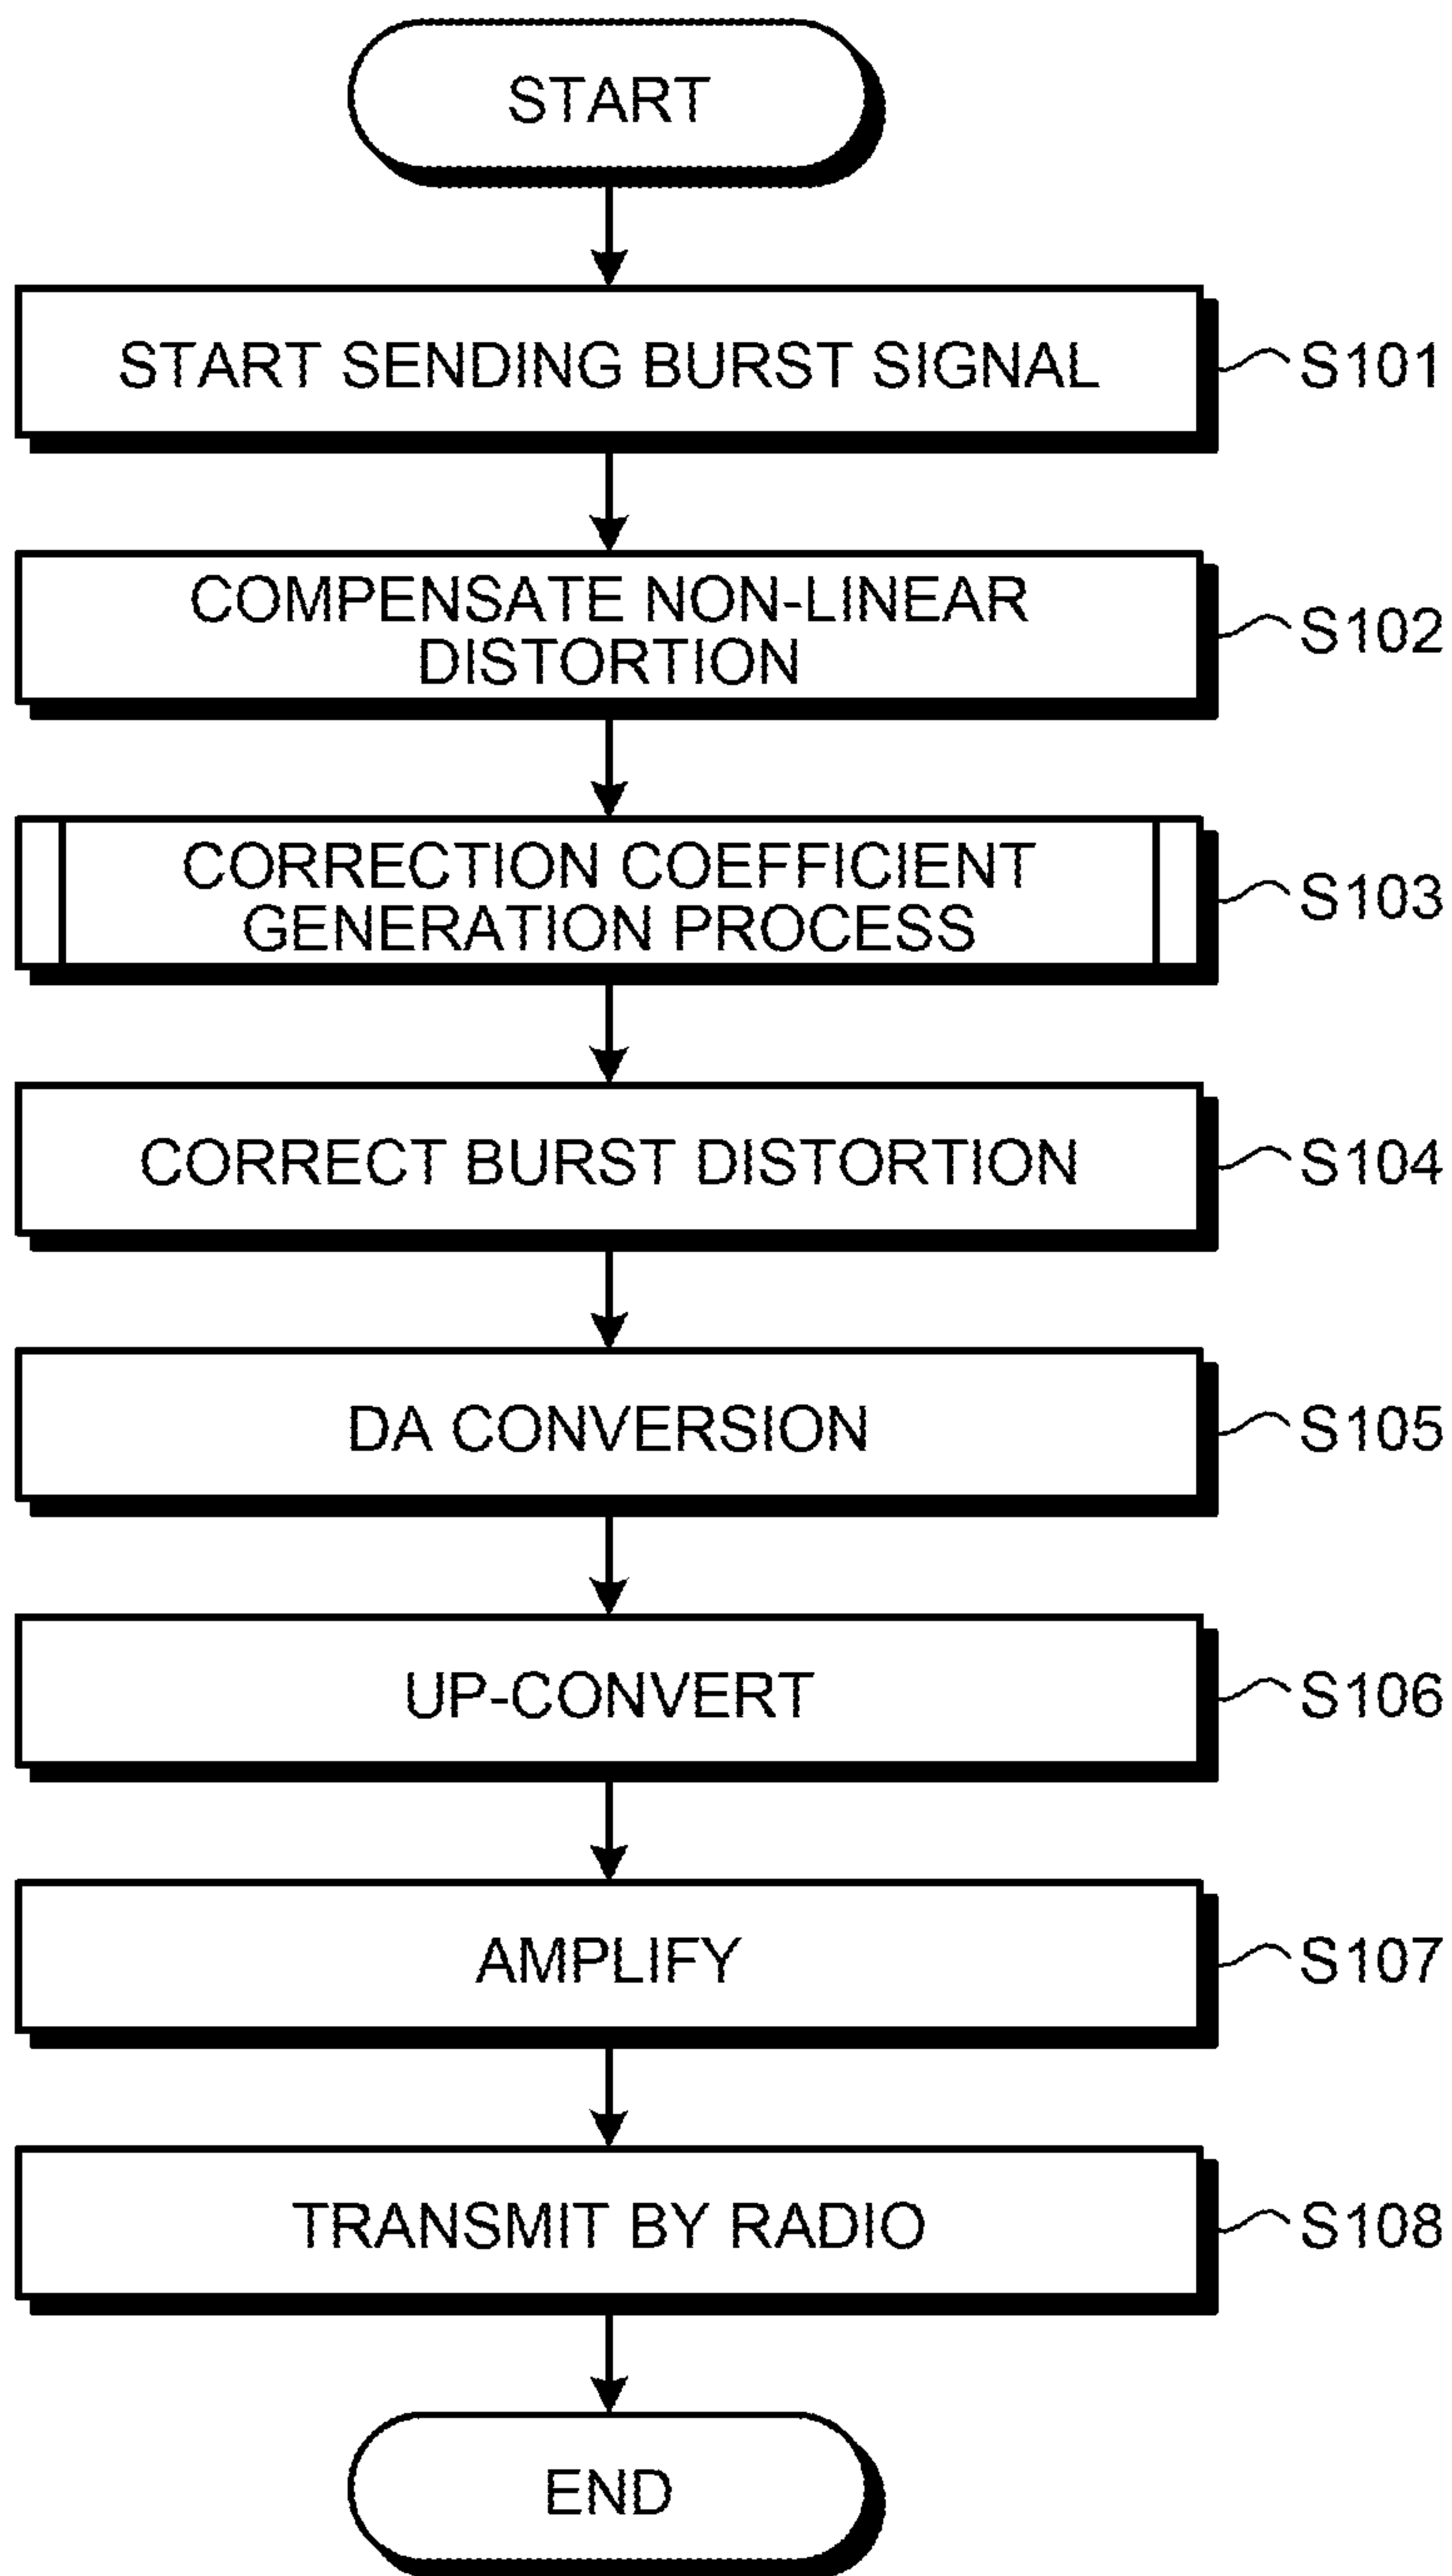 START
START SENDING BURST SIGNAL
S101
COMPENSATE NON-LINEAR
DISTORTION
S102
CORRECTION COEFFICIENT
GENERATION PROCESS
S103
CORRECT BURST DISTORTION
S104
DA CONVERSION
S105
UP-CONVERT
S106
AMPLIFY
S107
TRANSMIT BY RADIO
S108
END